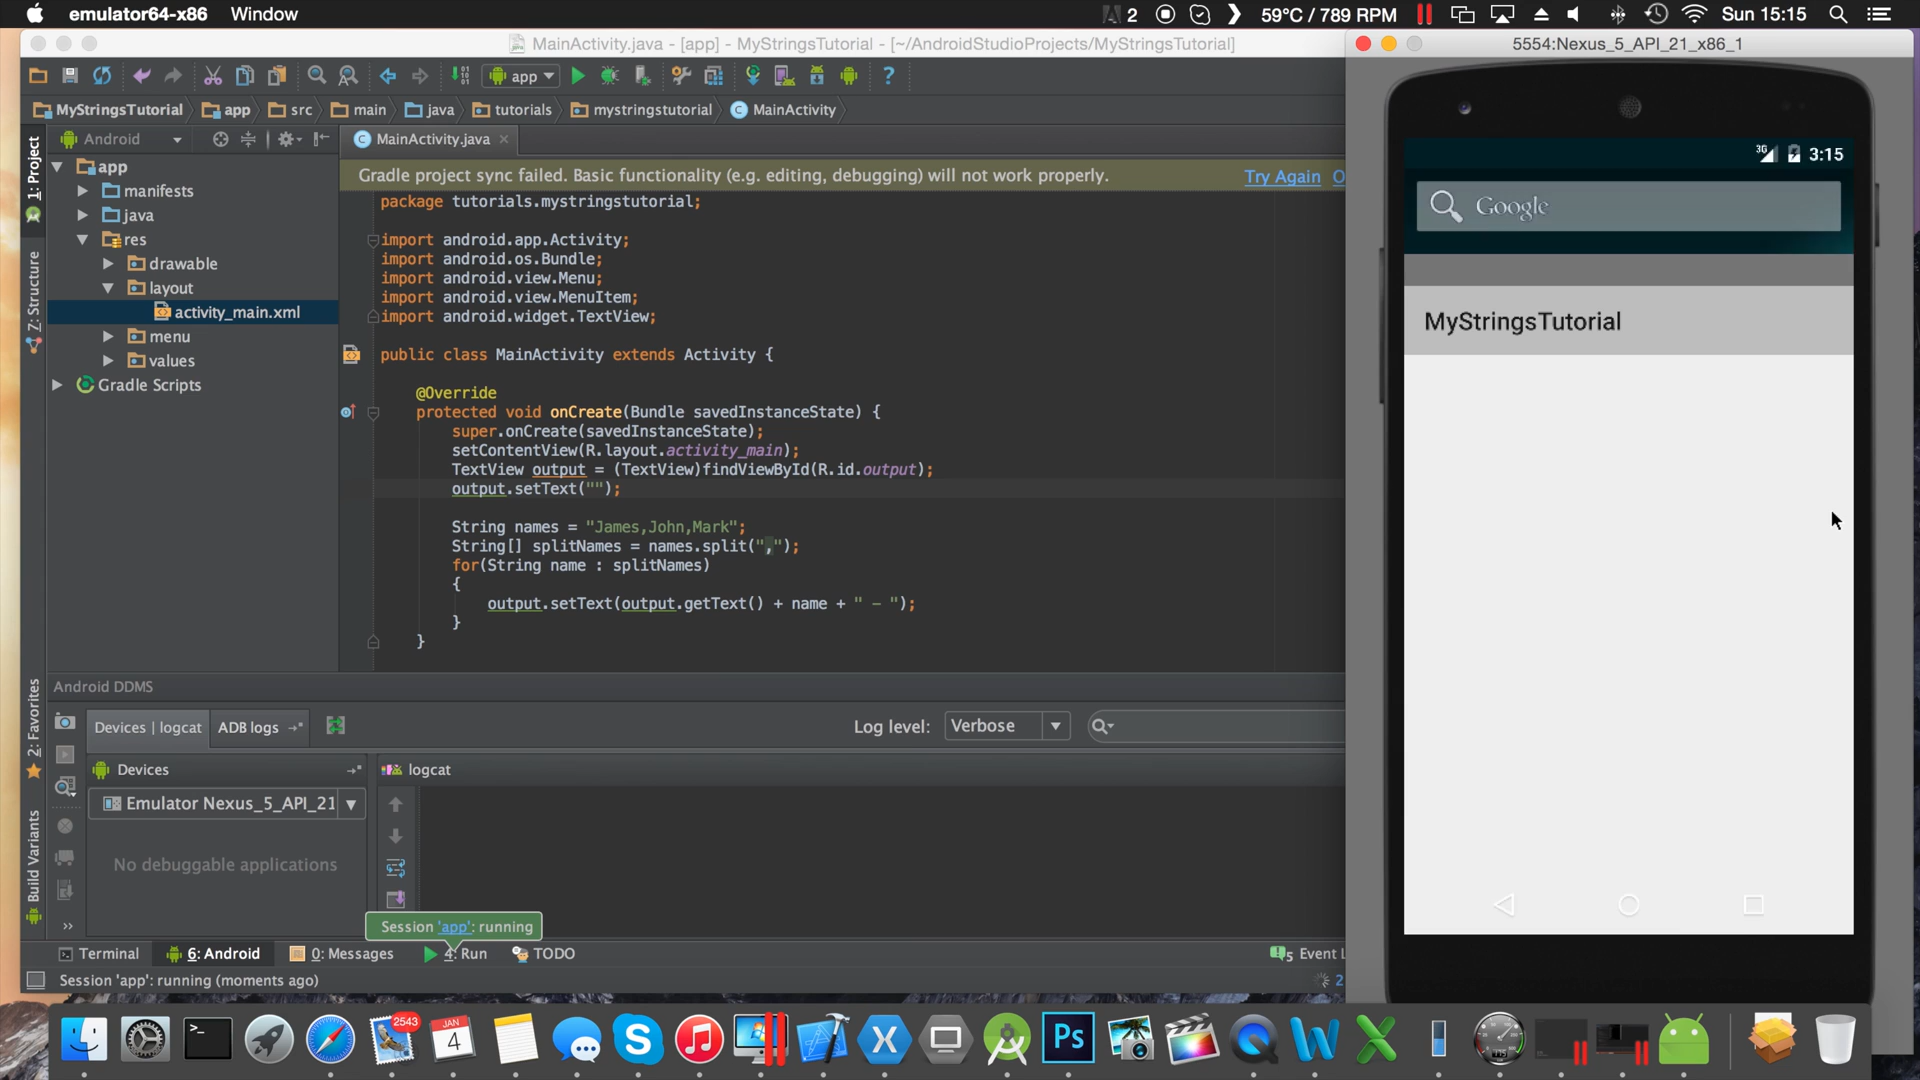 emulator64-x86 Window
2 59°C / 789 RPM Sun 15:15
MainActivity.java - [app] - MyStringsTutorial - [~/AndroidStudioProjects/MyStringsTutorial]
5554:Nexus_5_API_21_x86_1
app
MyStringsTutorial app src main java tutorials mystringstutorial MainActivity
Android
MainActivity.java
1: Project
7: Structure
2: Favorites
Build Variants
app
manifests
java
res
drawable
layout
activity_main.xml
menu
values
Gradle Scripts
Gradle project sync failed. Basic functionality (e.g. editing, debugging) will not work properly. Try Again O
package tutorials.mystringstutorial;
import android.app.Activity;
import android.os.Bundle;
import android.view.Menu;
import android.view.MenuItem;
import android.widget.TextView;
public class MainActivity extends Activity {
@Override
protected void onCreate(Bundle savedInstanceState) {
super.onCreate(savedInstanceState);
setContentView(R.layout.activity_main);
TextView output = (TextView)findViewById(R.id.output);
output.setText("");
String names = "James,John,Mark";
String[] splitNames = names.split(",");
for(String name : splitNames)
{
output.setText(output.getText() + name + " - ");
}
}
3G 3:15
Google
MyStringsTutorial
Android DDMS
Devices | logcat ADB logs Log level: Verbose
Devices logcat
Emulator Nexus_5_API_21
No debuggable applications
Session 'app': running
Terminal 6: Android 0: Messages 4: Run TODO 5 Event L
Session 'app': running (moments ago) 2
2543
JAN
4
Ps